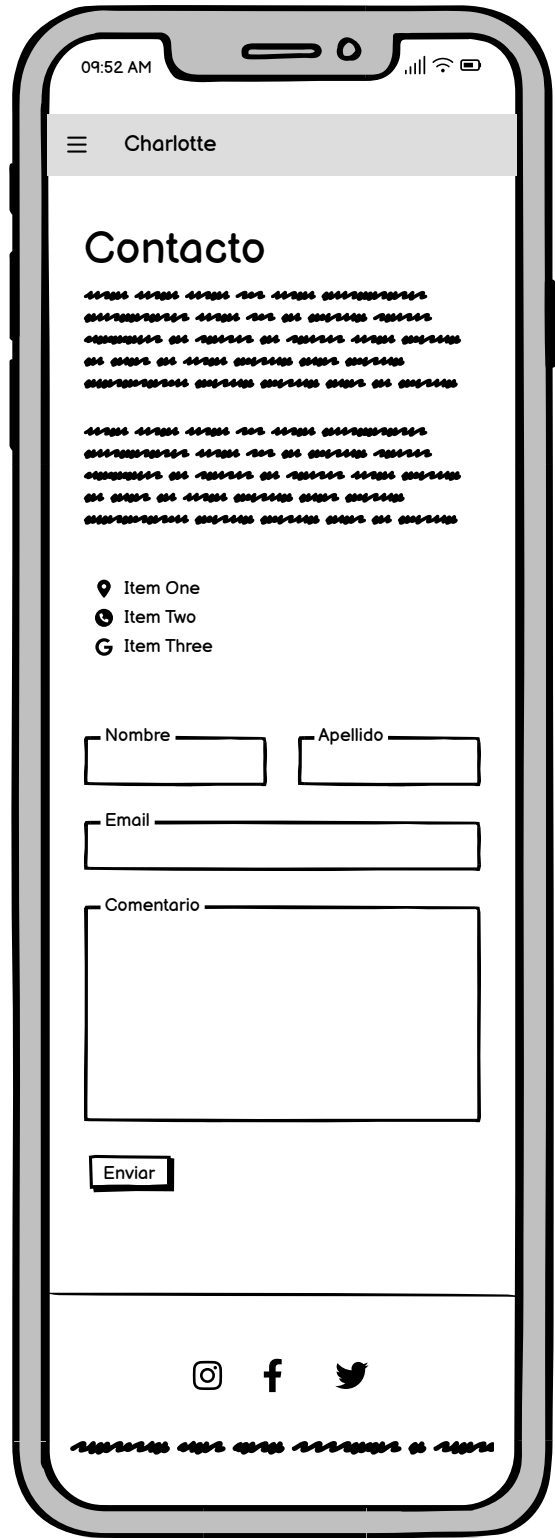 09:52 AM
Charlotte
Contacto
Item One
Item Two
Item Three
Nombre
Apellido
Email
Comentario
Enviar